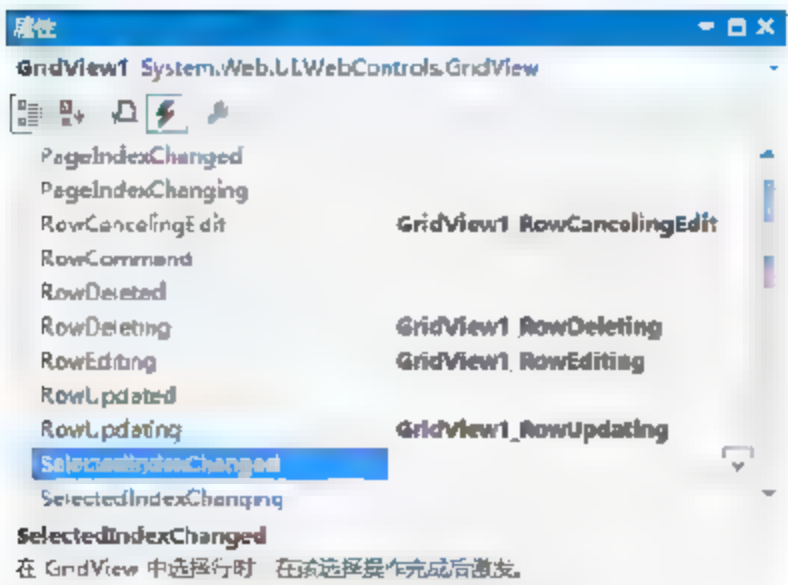 属性
GridView1 System.Web.UI.WebControls.GridView
PageIndexChanged
PageIndexChanging
RowCancelingEdit GridView1_RowCancelingEdit
RowCommand
RowDeleted
RowDeleting GridView1_RowDeleting
RowEditing GridView1_RowEditing
RowUpdated
RowUpdating GridView1_RowUpdating
SelectedIndexChanged
SelectedIndexChanging
SelectedIndexChanged
在 GridView 中选择行时 在该选择操作完成后激发。